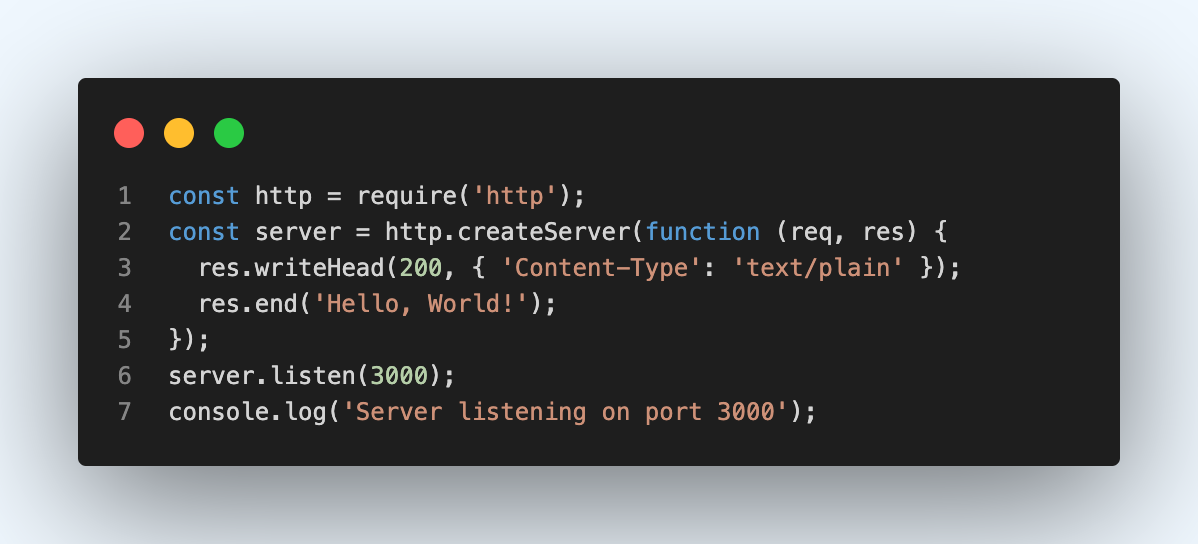 1 const http = require('http');
2 const server = http.createServer(function (req, res) {
3   res.writeHead(200, { 'Content-Type': 'text/plain' });
4   res.end('Hello, World!');
5 });
6 server.listen(3000);
7 console.log('Server listening on port 3000');